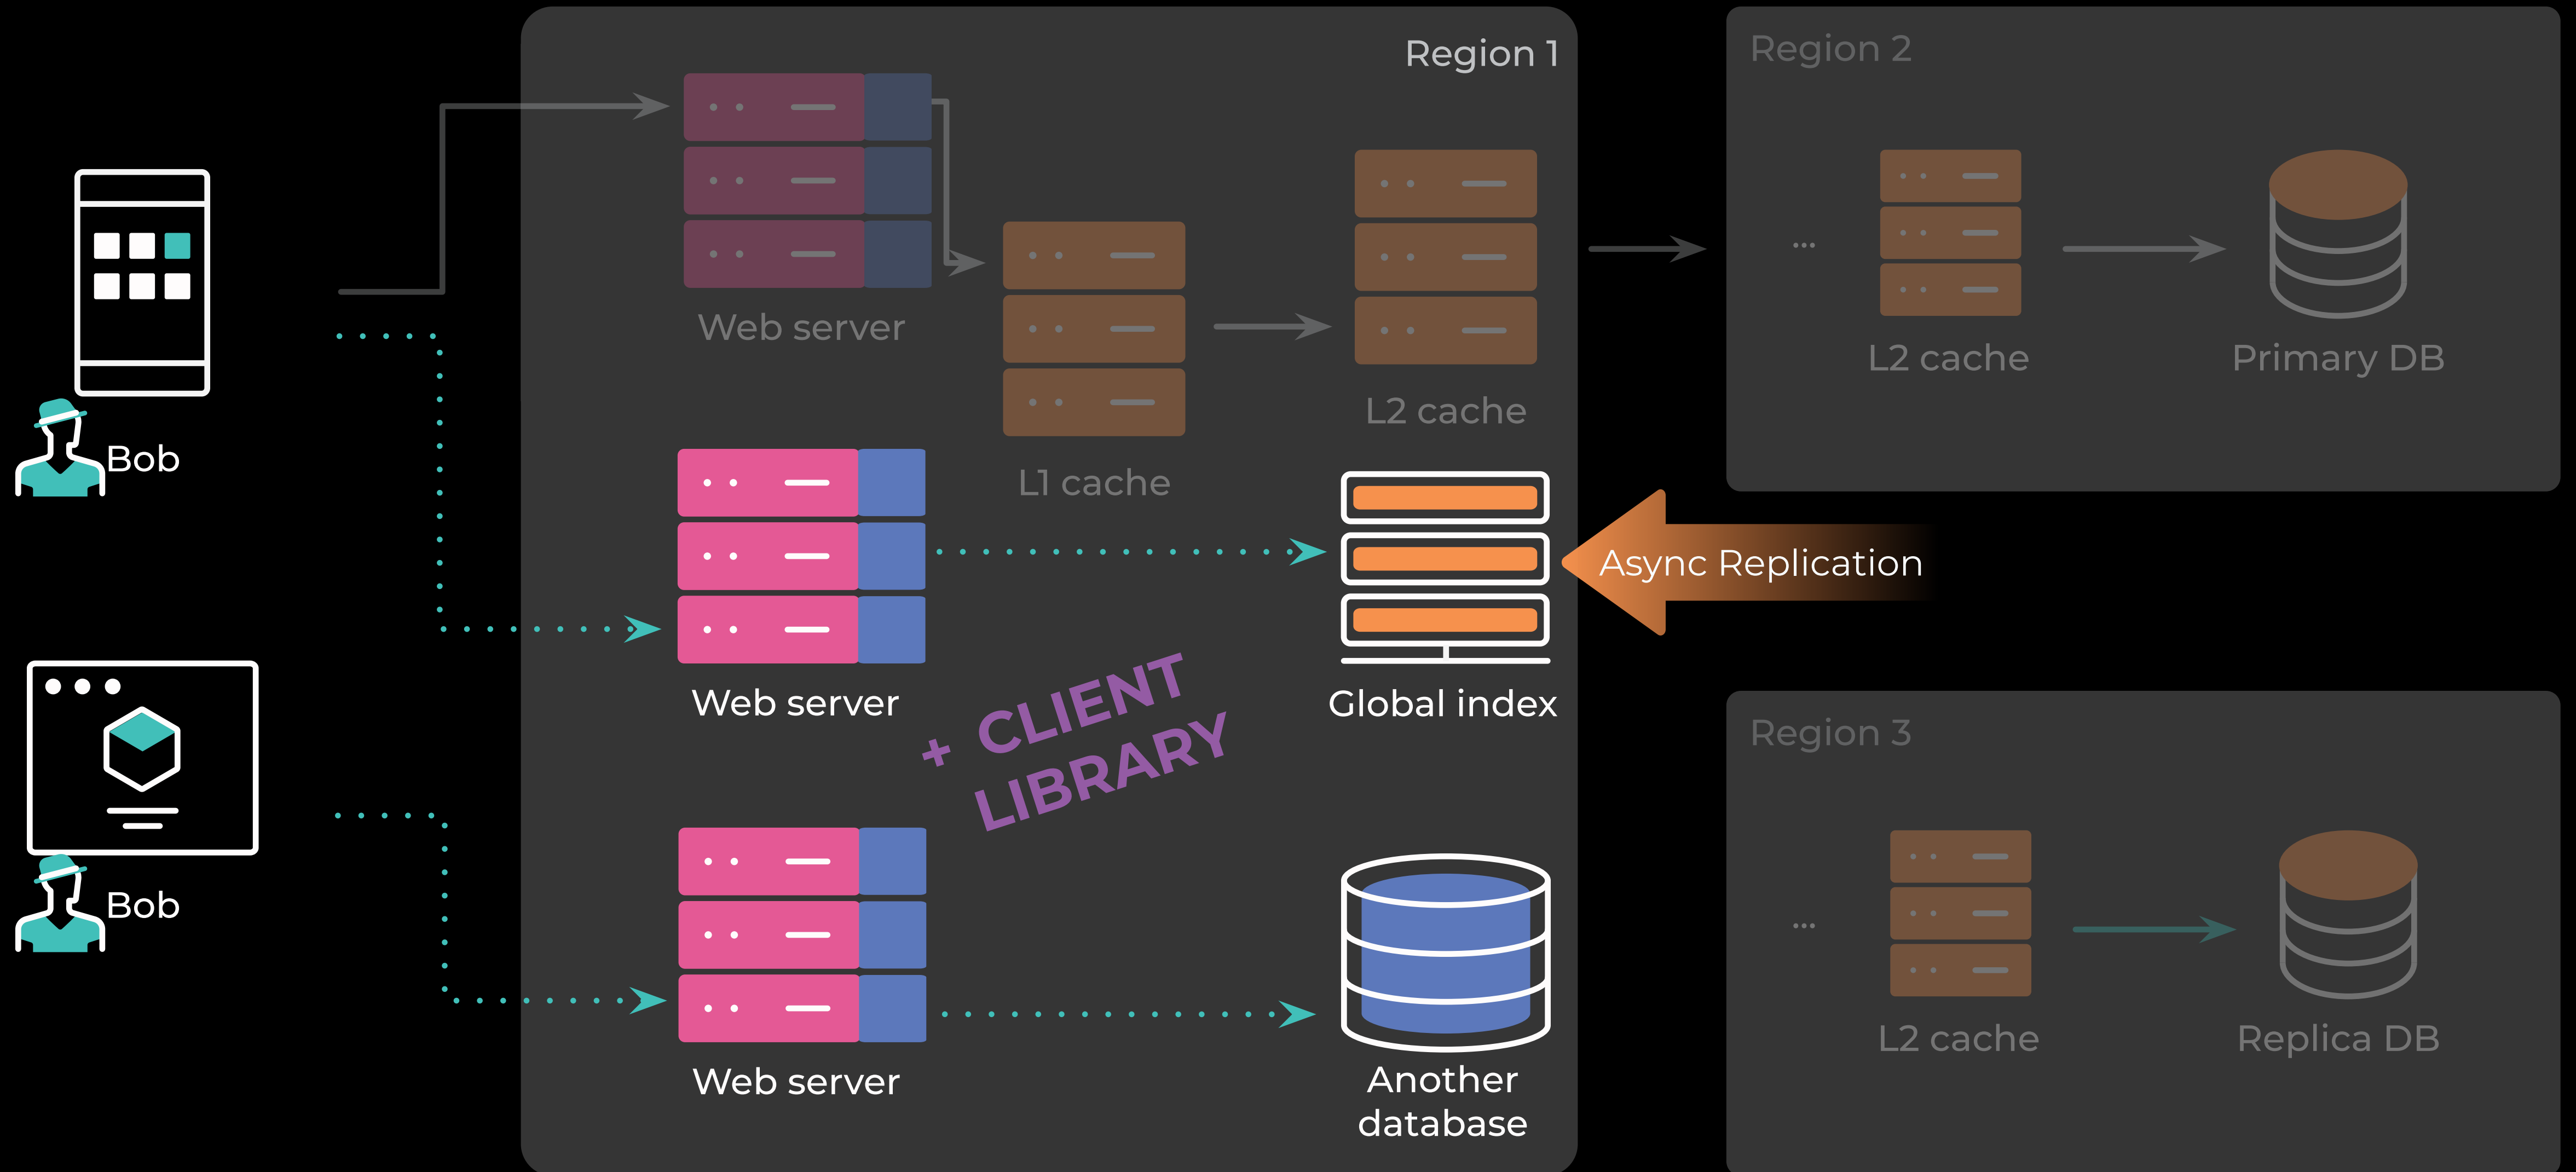 Region 1
Region 2
Web server
L1 cache
L2 cache
...
L2 cache
Primary DB
Bob
Web server
Global index
Async Replication
+ CLIENT
LIBRARY
Region 3
Bob
Web server
Another
database
...
L2 cache
Replica DB